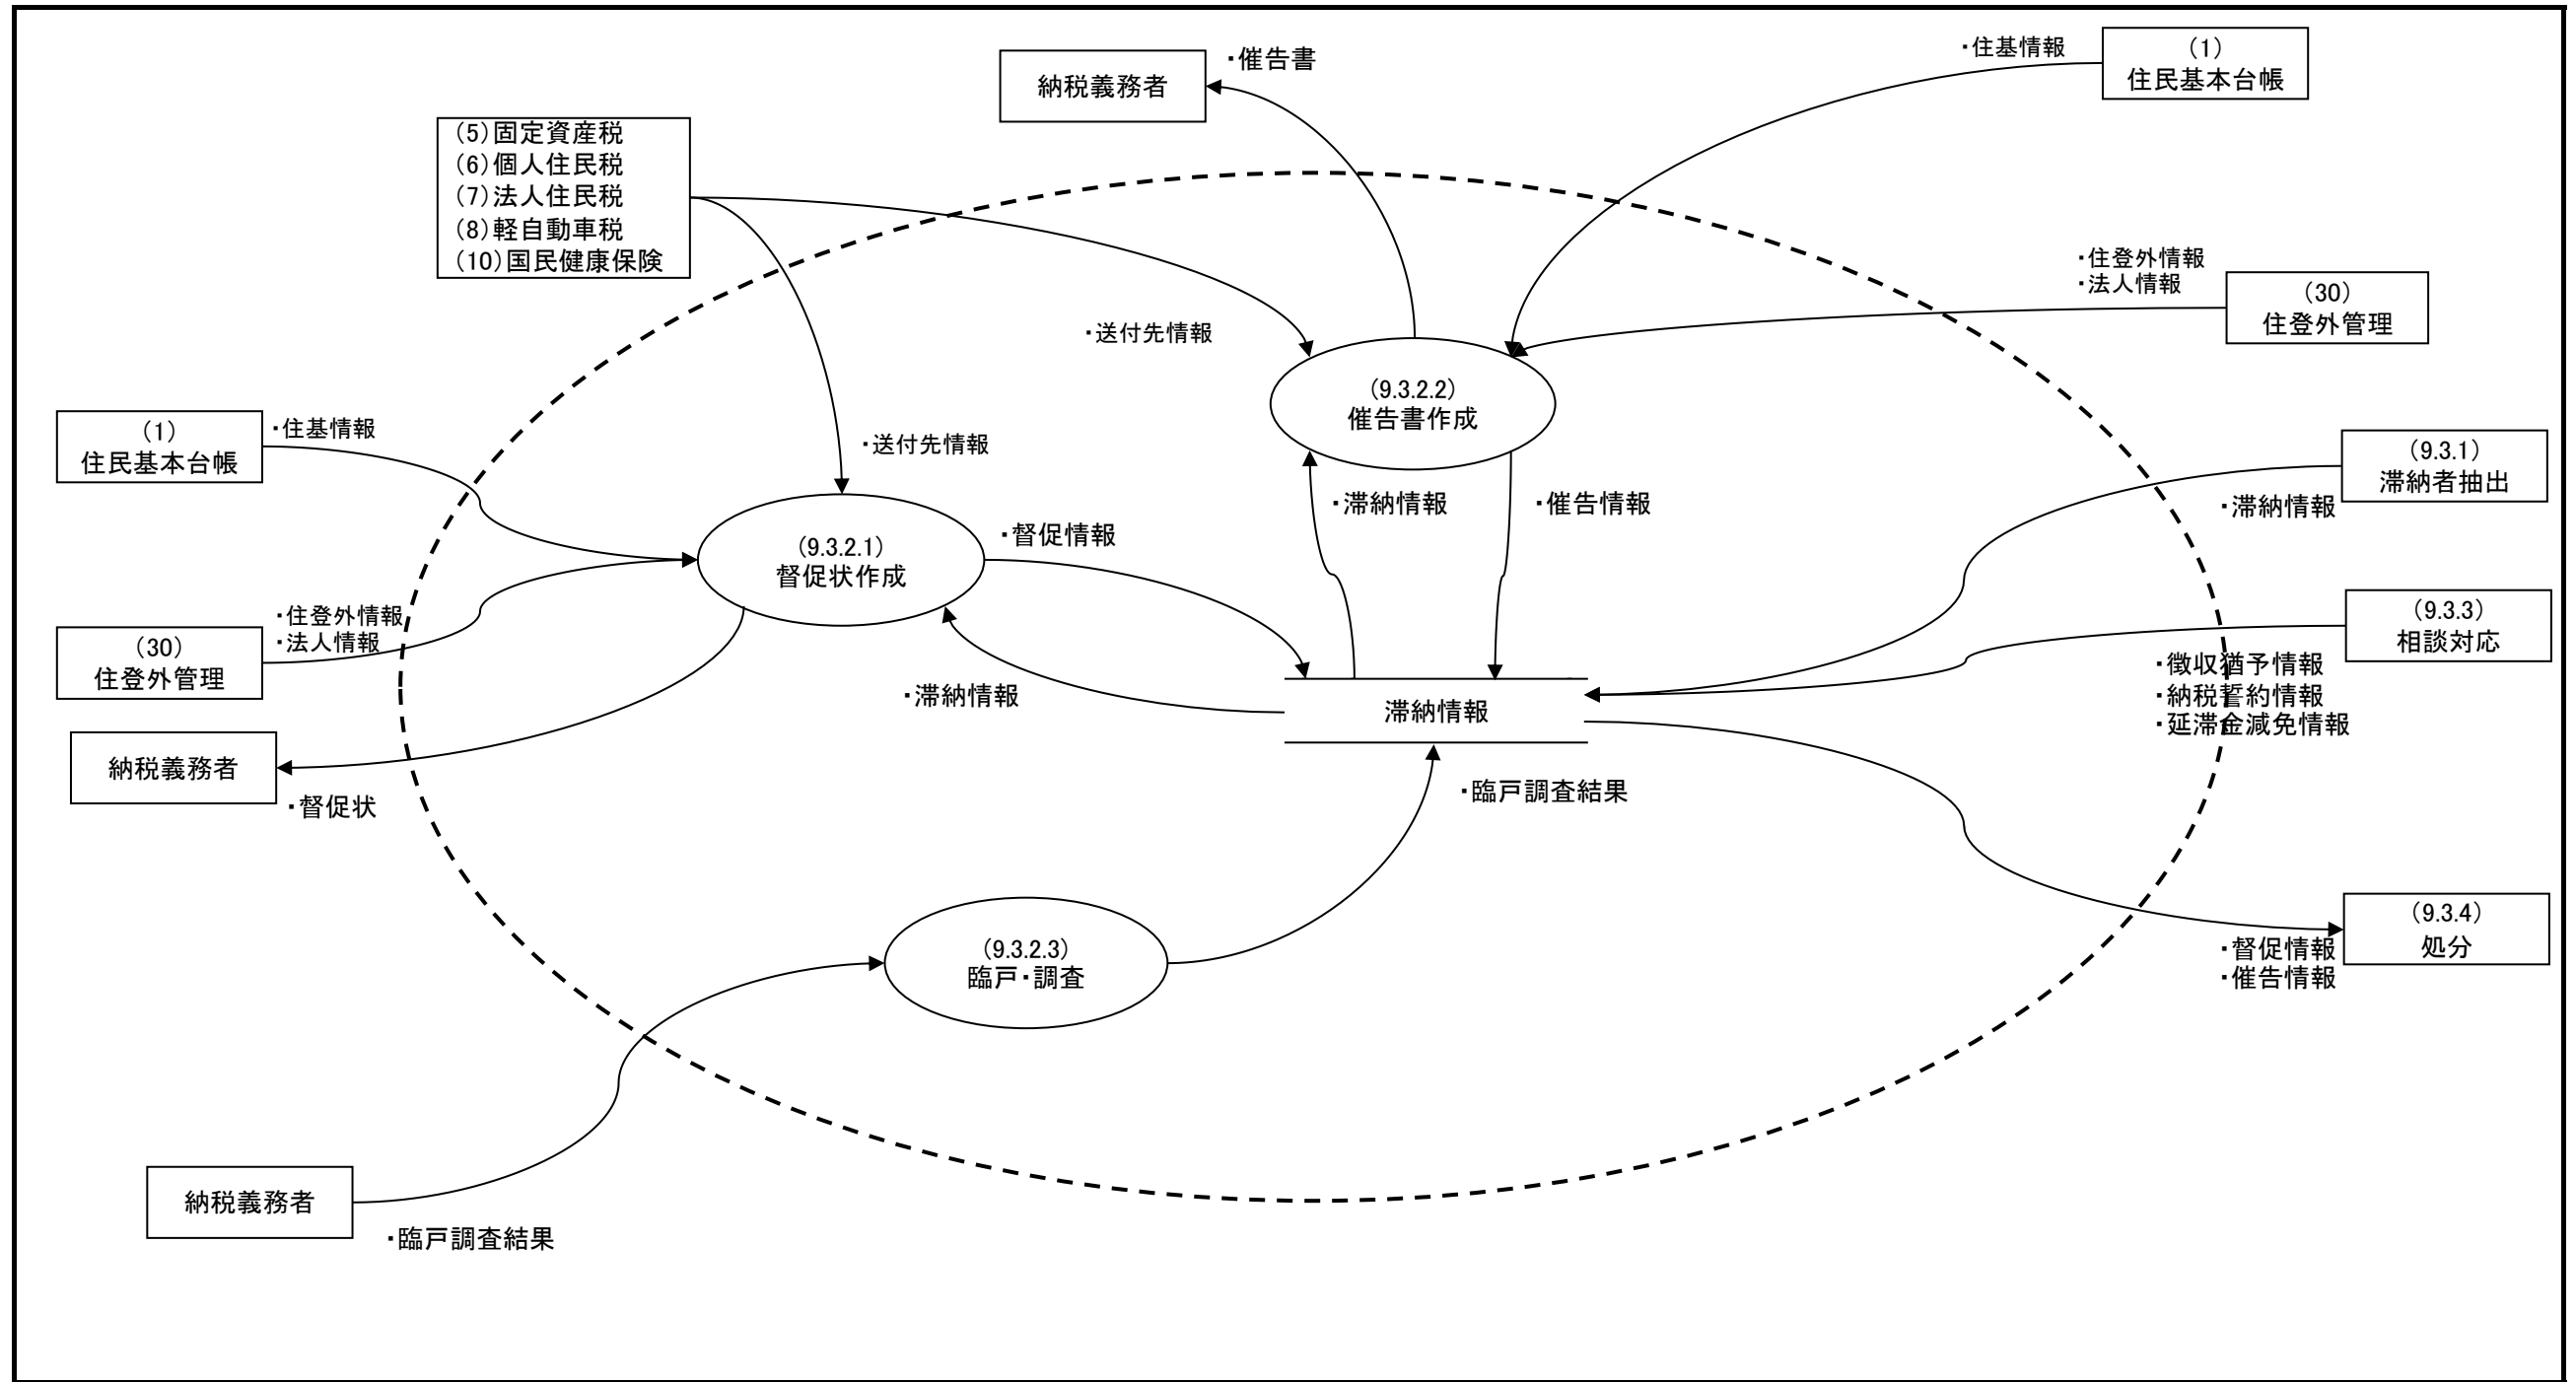 ・催告書
納税義務者
・住基情報
（1）
住民基本台帳
（5）固定資産税
（6）個人住民税
（7）法人住民税
（8）軽自動車税
（10）国民健康保険
・住登外情報
・法人情報
（30）
住登外管理
・送付先情報
（9.3.2.2）
催告書作成
（1）
住民基本台帳
・住基情報
・送付先情報
（9.3.1）
滞納者抽出
・滞納情報
・滞納情報
・催告情報
（9.3.2.1）
督促状作成
・督促情報
（9.3.3）
相談対応
・住登外情報
・法人情報
（30）
住登外管理
・徴収猶予情報
・納税誓約情報
・延滞金減免情報
・滞納情報
滞納情報
納税義務者
・督促状
・臨戸調査結果
（9.3.4）
処分
・督促情報
・催告情報
（9.3.2.3）
臨戸・調査
納税義務者
・臨戸調査結果